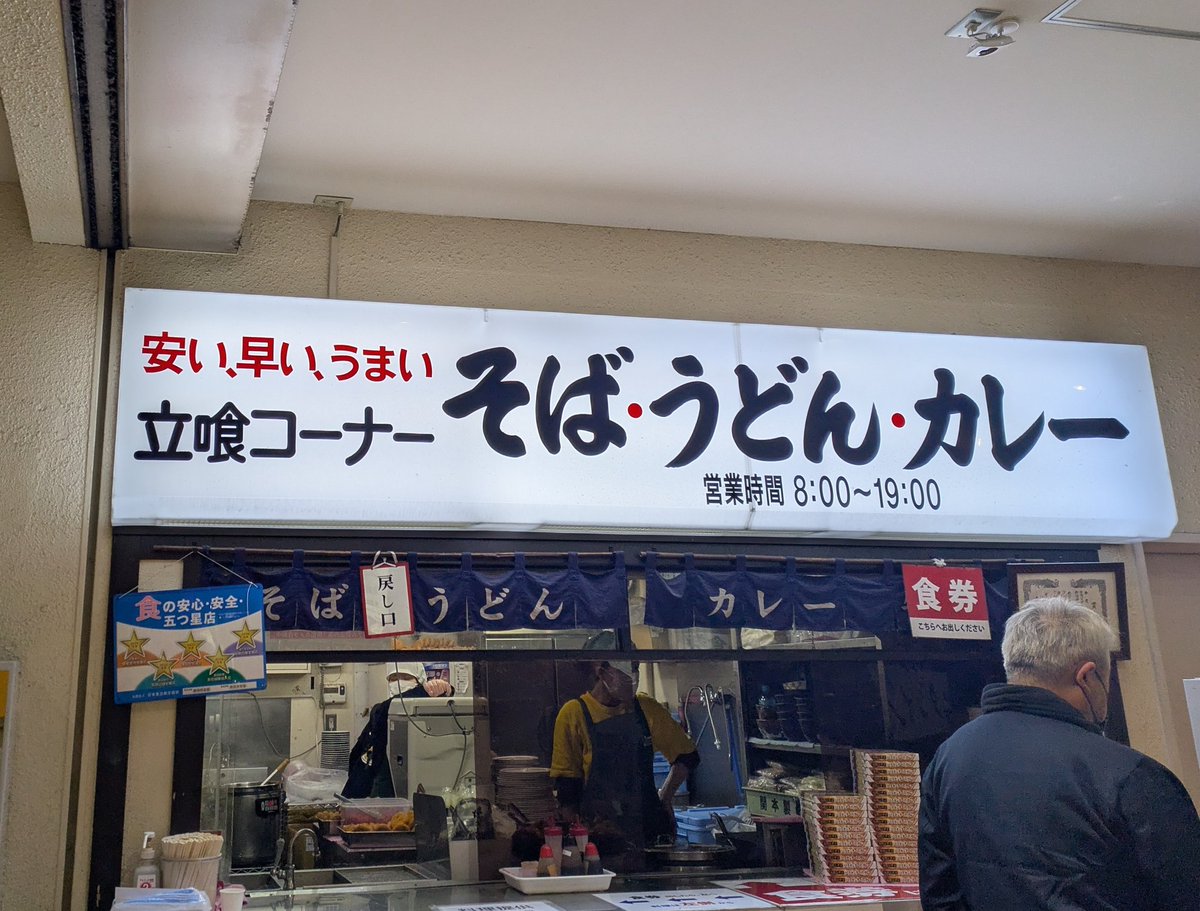 安い、早い、うまい
立喰コーナー
そば・うどん・カレー
営業時間 8:00~19:00
そば うどん カレー
戻し口
食券
こちらへお出しください
食の安心・安全・
五つ星店